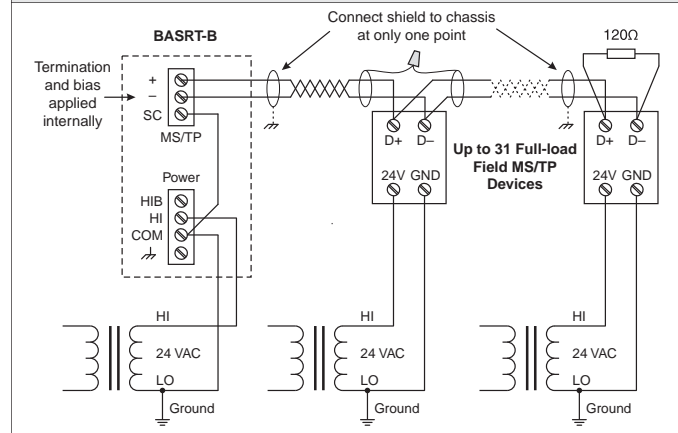 Connect shield to chassis
at only one point
BASRT-B
120Ω
Termination
and bias
applied
internally
+
–
SC
MS/TP
D+ D–
Up to 31 Full-load
Field MS/TP
Devices
D+ D–
24V GND
24V GND
Power
HIB
HI
COM
HI
24 VAC
LO
Ground
HI
24 VAC
LO
Ground
HI
24 VAC
LO
Ground